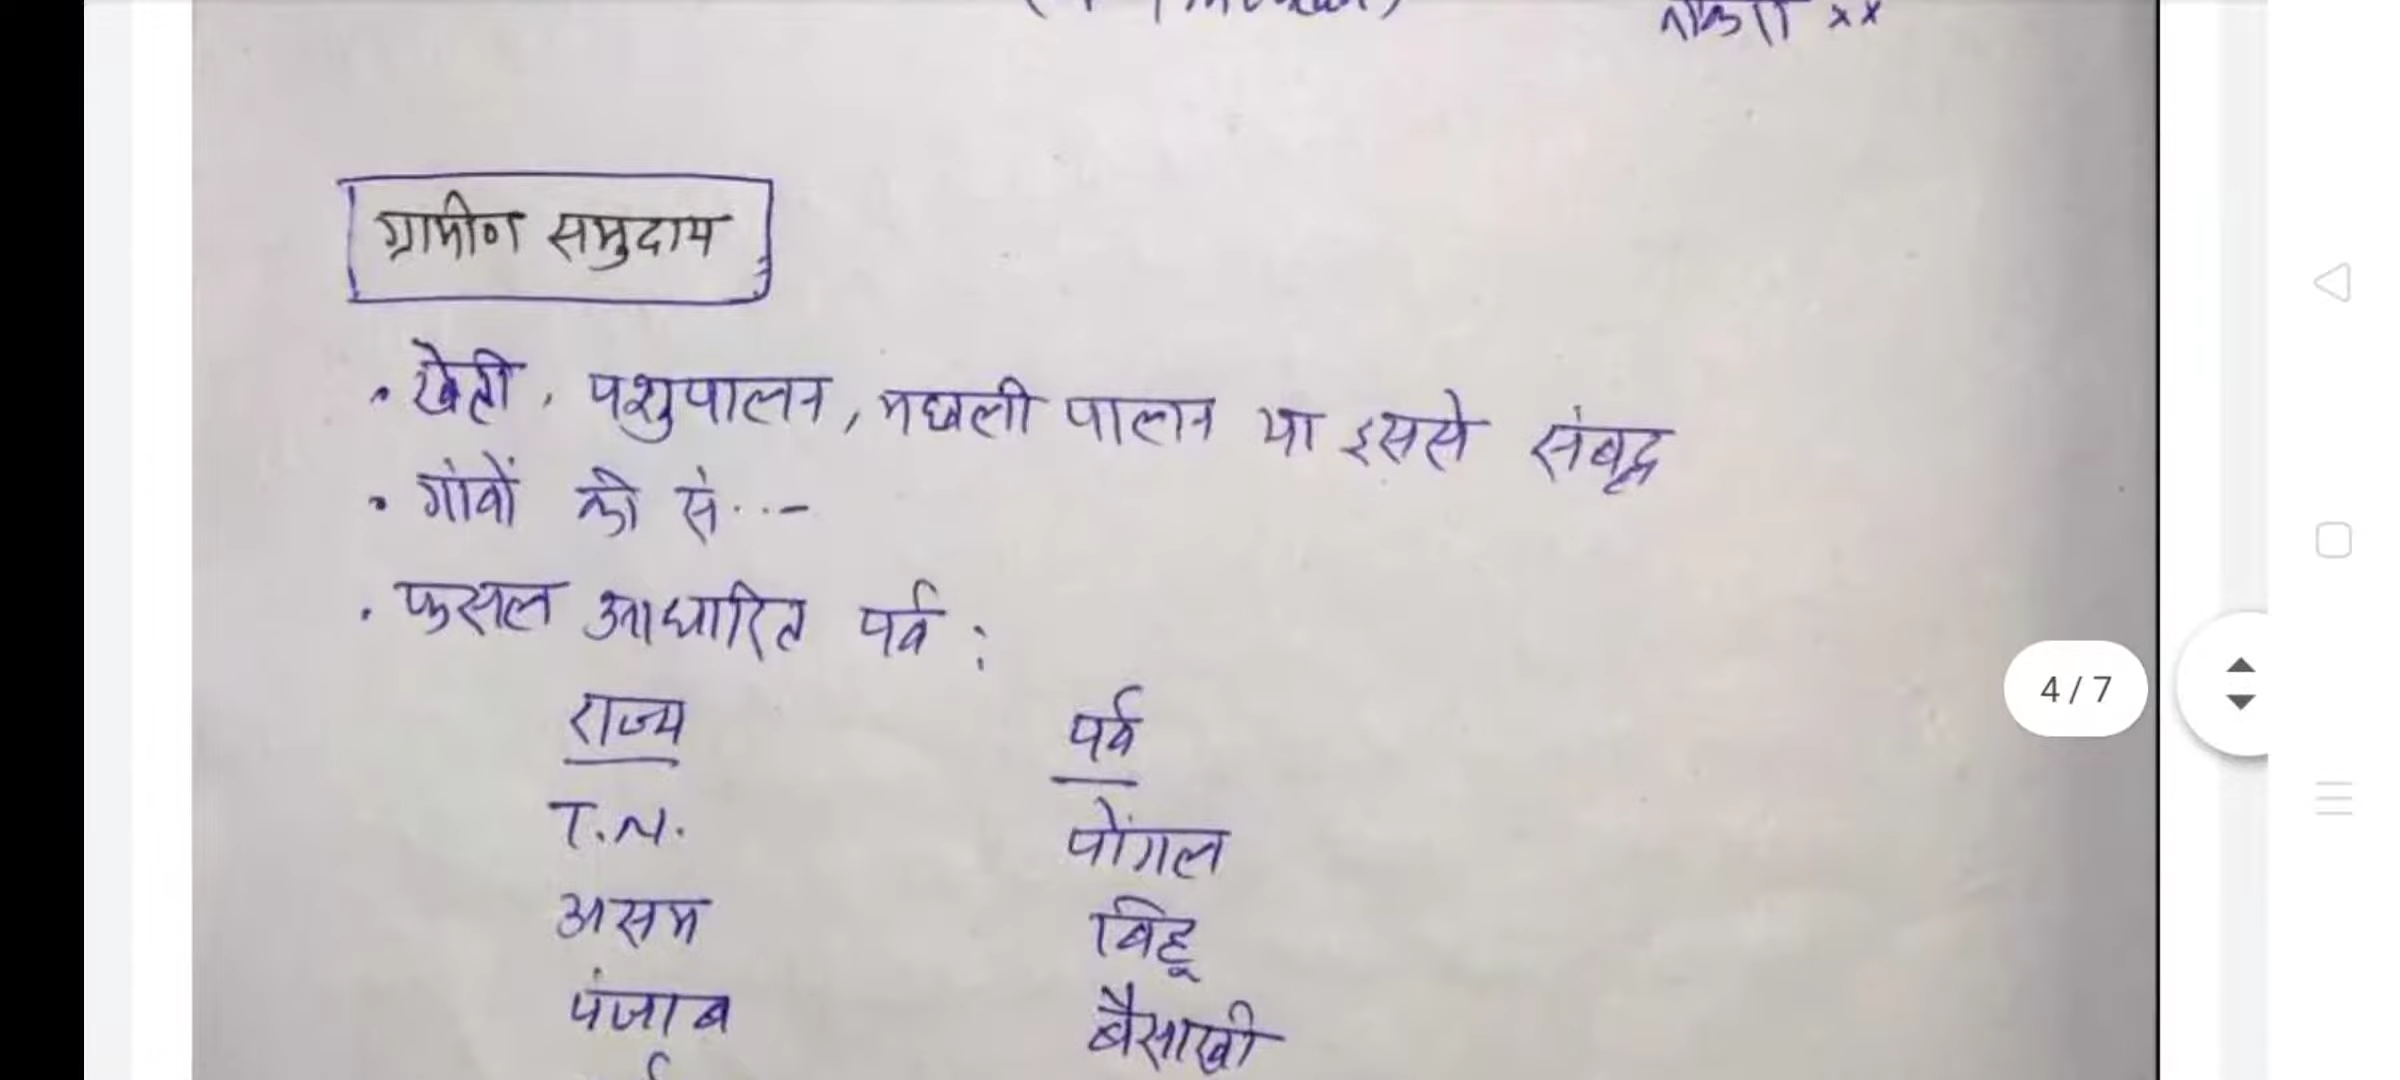 ग्रामीण समुदाय
• खेती, पशुपालन, मछली पालन या इससे संबद्ध
• गांवों की सं...-
• फसल आधारित पर्व :
राज्य पर्व
T.N. पोंगल
असम बिहू
पंजाब बैसाखी
4 / 7